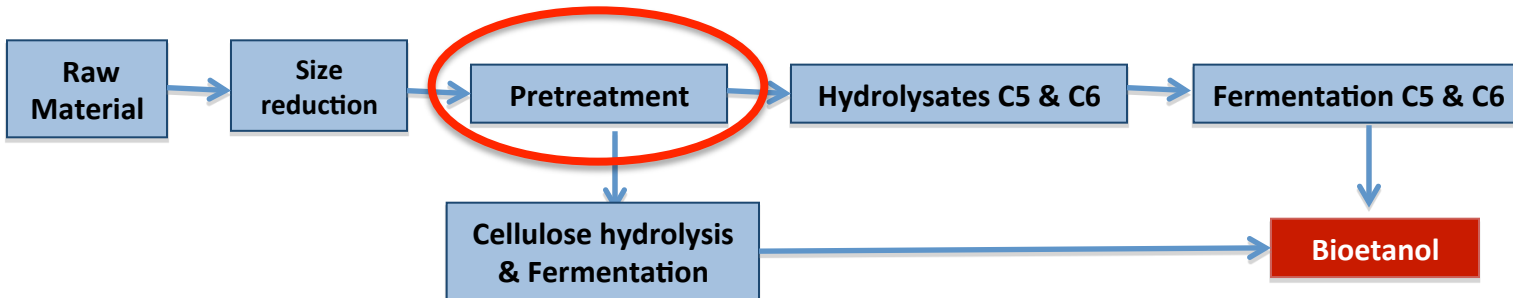 Raw
Material
Size
reduction
Pretreatment
Hydrolysates C5 & C6
Fermentation C5 & C6
Cellulose hydrolysis
& Fermentation
Bioetanol